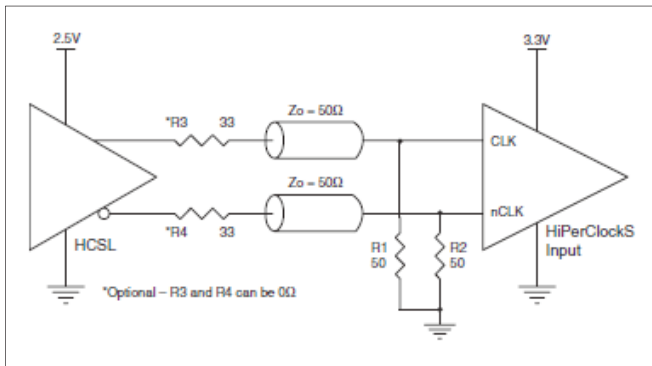 2.5V
3.3V
*R3 33
Zo = 50Ω
CLK
*R4 33
Zo = 50Ω
nCLK
HCSL
R1
50
R2
50
HiPerClockS
Input
*Optional – R3 and R4 can be 0Ω